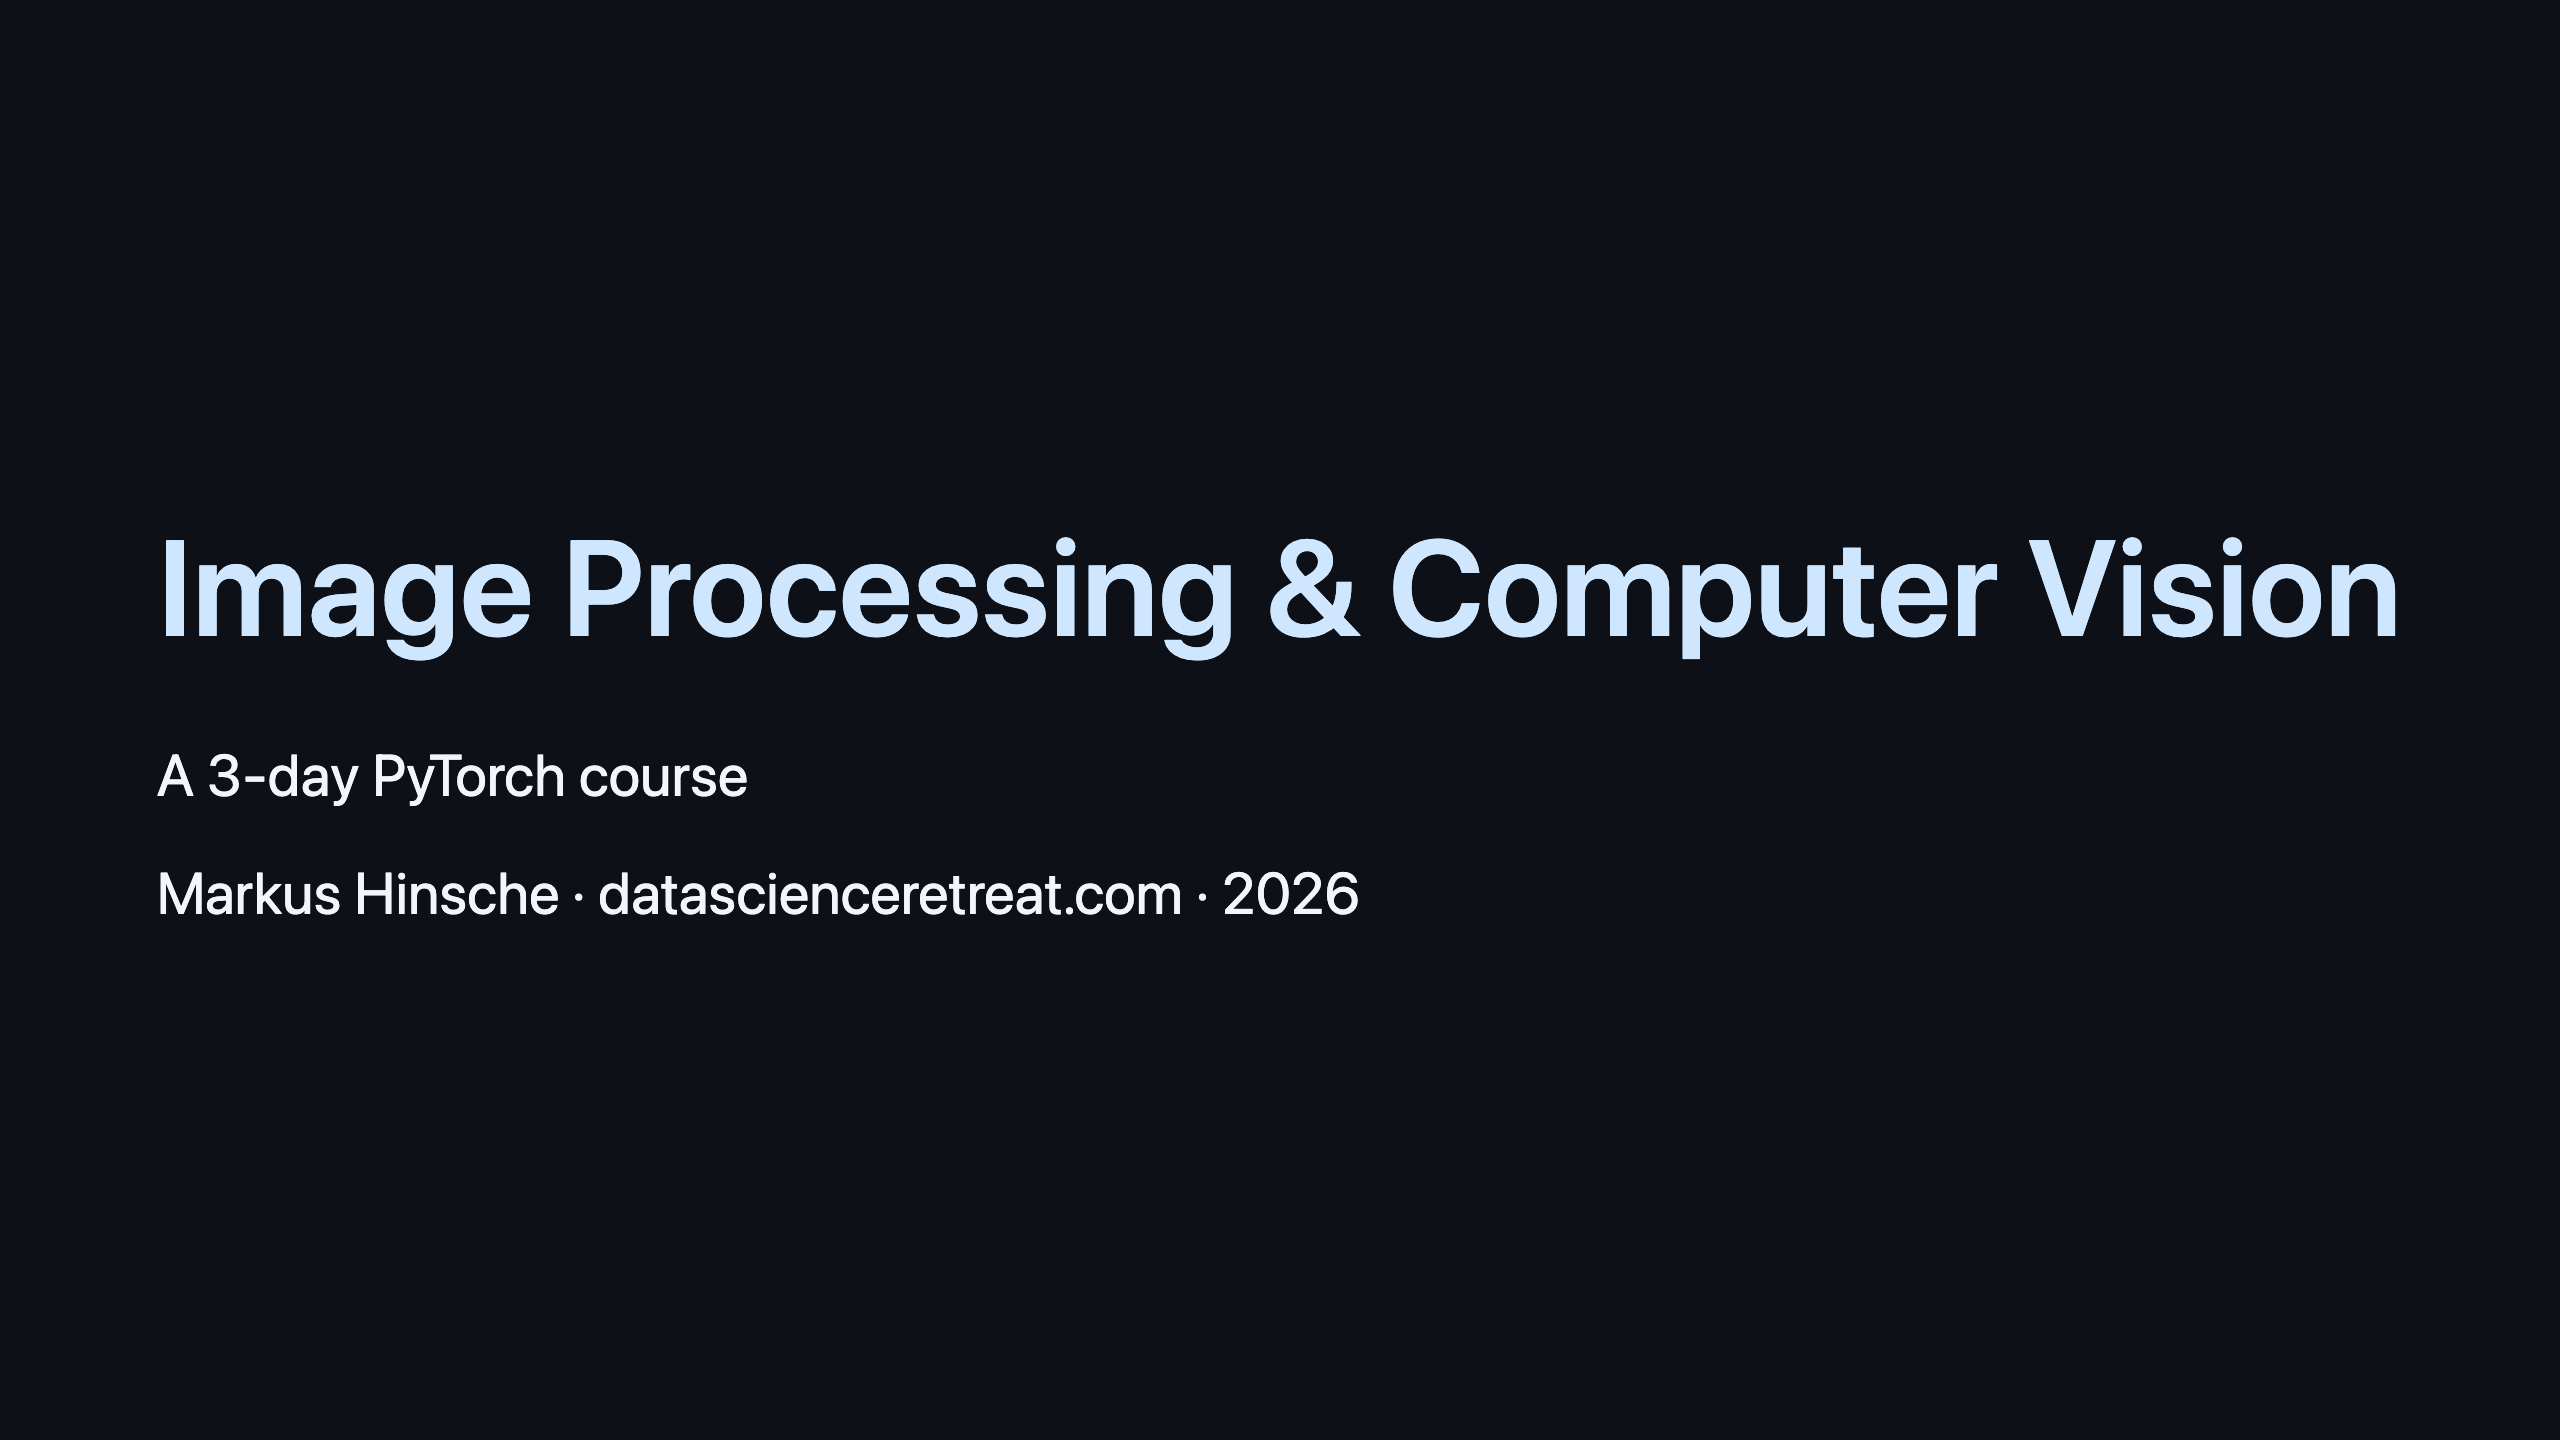 Image Processing & Computer Vision
A 3-day PyTorch course
Markus Hinsche · datascienceretreat.com · 2026